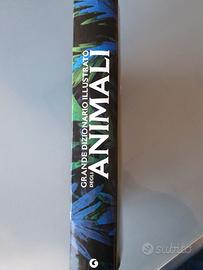 GRANDE DIZIONARIO ILLUSTRATO
DEGLI
ANIMALI
G
subito